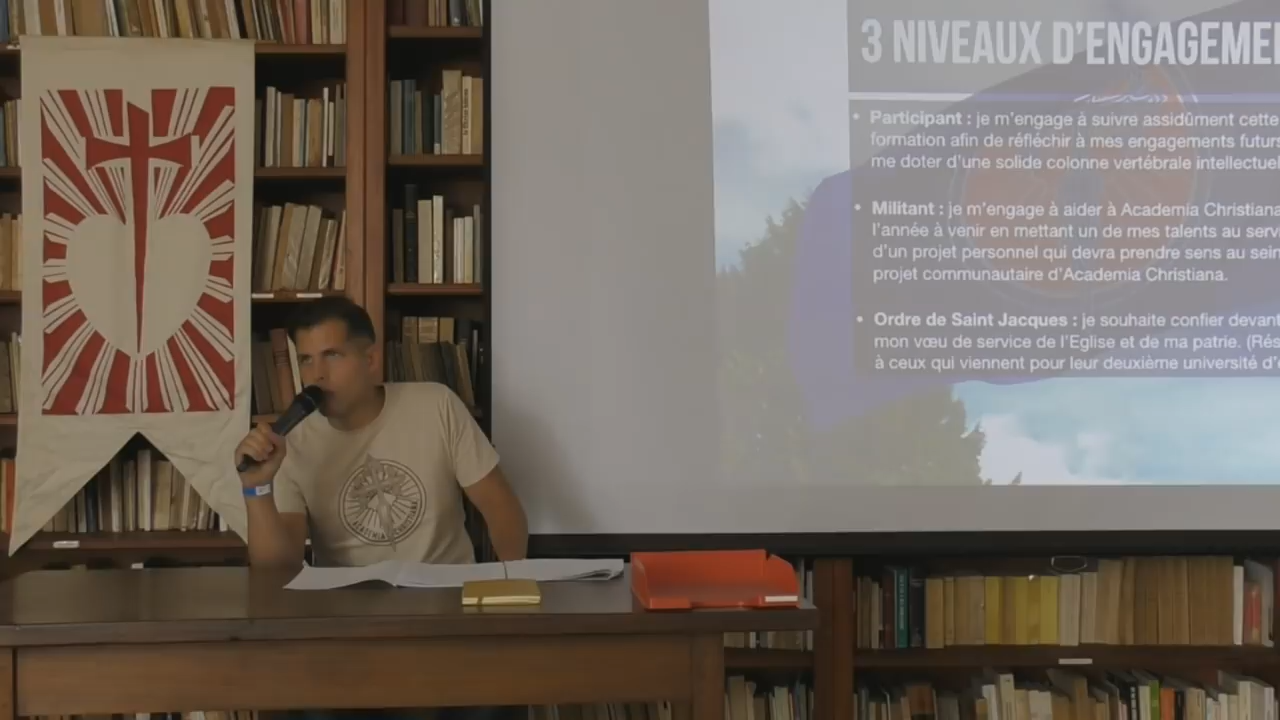 3 NIVEAUX D'ENGAGEME
• Participant : je m'engage à suivre assidûment cette
formation afin de réfléchir à mes engagements futurs
me doter d'une solide colonne vertébrale intellectuel
• Militant : je m'engage à aider à Academia Christiana
l'année à venir en mettant un de mes talents au servi
d'un projet personnel qui devra prendre sens au sein
projet communautaire d'Academia Christiana.
• Ordre de Saint Jacques : je souhaite confier devant
mon vœu de service de l'Eglise et de ma patrie. (Rés
à ceux qui viennent pour leur deuxième université d'é
ACADEMIA CHRISTIANA